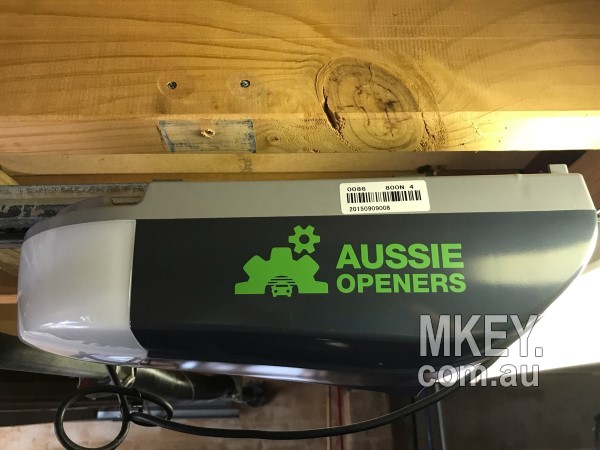 0086 800N 4
20150909008
AUSSIE
OPENERS
MKEY.
com.au